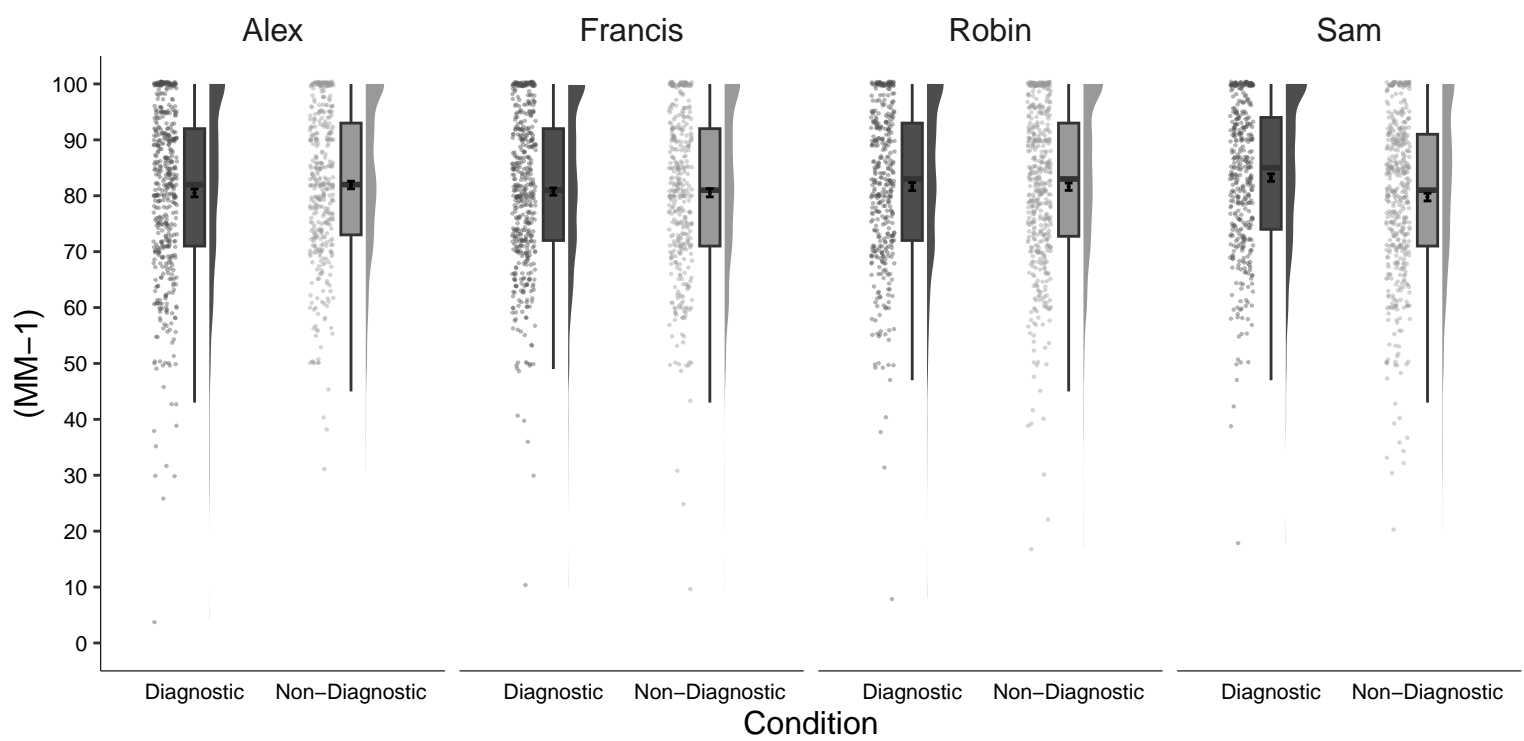 Alex Francis Robin Sam
100
90
80
70
60
50
40
30
20
10
0
(MM−1)
Diagnostic Non−Diagnostic Diagnostic Non−Diagnostic Diagnostic Non−Diagnostic Diagnostic Non−Diagnostic
Condition